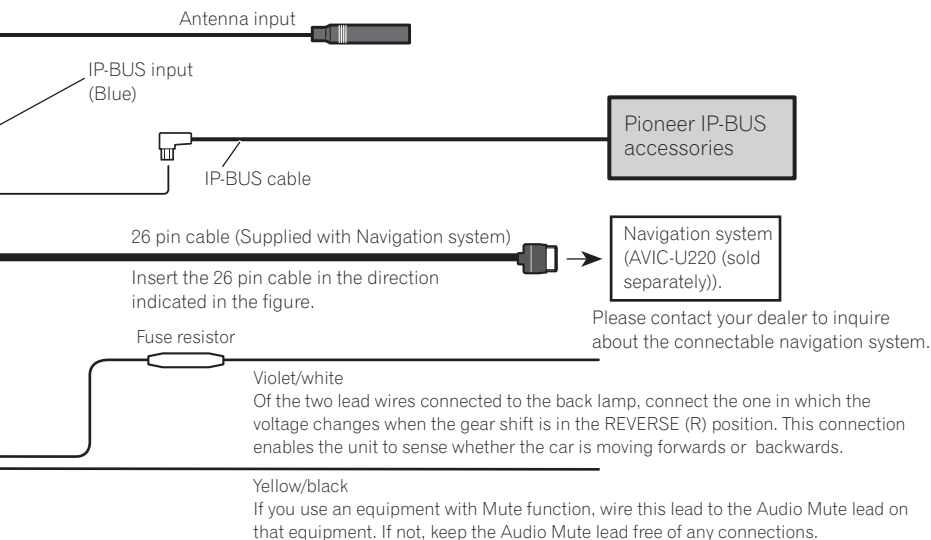 Antenna input
IP-BUS input
(Blue)
Pioneer IP-BUS
accessories
IP-BUS cable
26 pin cable (Supplied with Navigation system)
Insert the 26 pin cable in the direction
indicated in the figure.
Navigation system
(AVIC-U220 (sold
separately)).
Please contact your dealer to inquire
about the connectable navigation system.
Fuse resistor
Violet/white
Of the two lead wires connected to the back lamp, connect the one in which the
voltage changes when the gear shift is in the REVERSE (R) position. This connection
enables the unit to sense whether the car is moving forwards or backwards.
Yellow/black
If you use an equipment with Mute function, wire this lead to the Audio Mute lead on
that equipment. If not, keep the Audio Mute lead free of any connections.